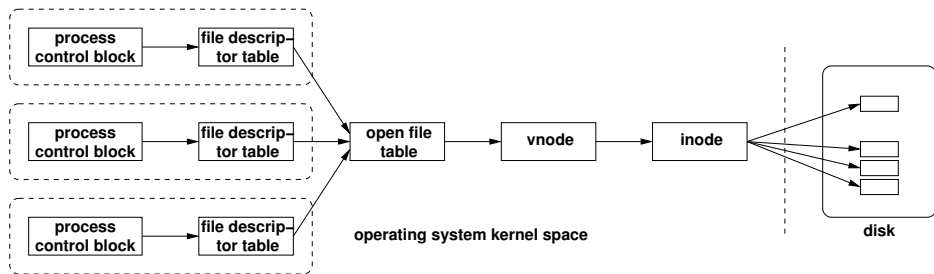 process
control block
file descrip–
tor table
process
control block
file descrip–
tor table
open file
table
vnode
inode
process
control block
file descrip–
tor table
operating system kernel space
disk